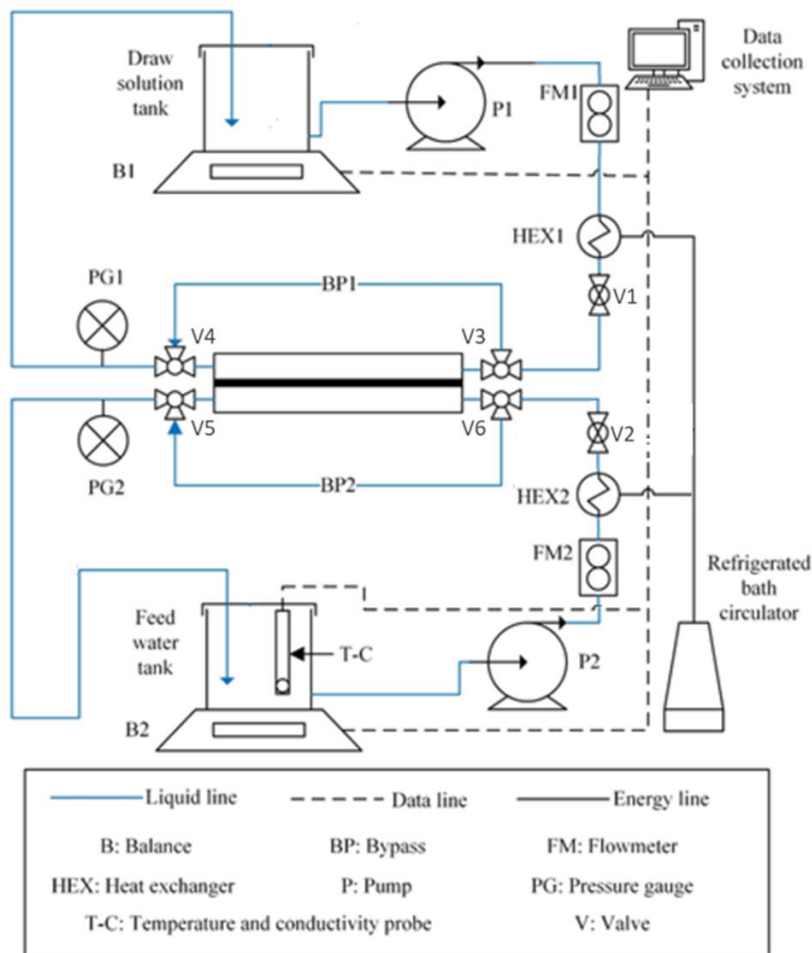 Draw
solution
tank
P1
FM1
Data
collection
system
B1
HEX1
PG1
BP1
V1
V4
V3
V5
V6
V2
PG2
BP2
HEX2
FM2
Refrigerated
bath
circulator
Feed
water
tank
T-C
P2
B2
Liquid line
Data line
Energy line
B: Balance
BP: Bypass
FM: Flowmeter
HEX: Heat exchanger
P: Pump
PG: Pressure gauge
T-C: Temperature and conductivity probe
V: Valve